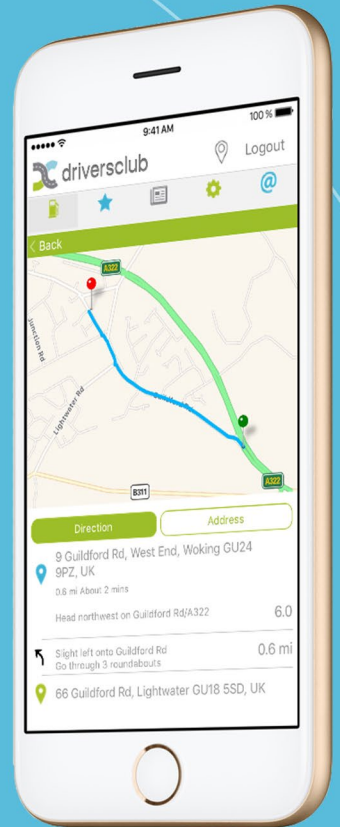 9:41 AM
100 %
driversclub
Logout
@
< Back
A322
Junction Rd
Lightwater Rd
Guildford Rd
B311
A322
Direction
Address
9 Guildford Rd, West End, Woking GU24
9PZ, UK
0.6 mi About 2 mins
Head northwest on Guildford Rd/A322
6.0
Slight left onto Guildford Rd
Go through 3 roundabouts
0.6 mi
66 Guildford Rd, Lightwater GU18 5SD, UK